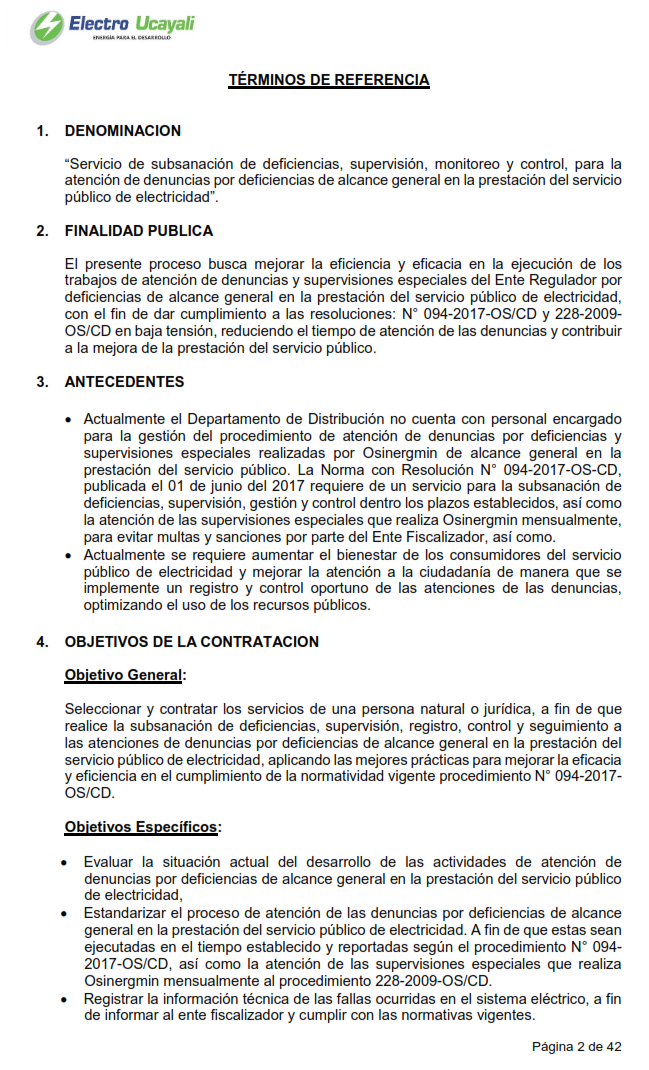 Electro Ucayali
ENERGÍA PARA EL DESARROLLO
TÉRMINOS DE REFERENCIA
1. DENOMINACION
“Servicio de subsanación de deficiencias, supervisión, monitoreo y control, para la
atención de denuncias por deficiencias de alcance general en la prestación del servicio
público de electricidad”.
2. FINALIDAD PUBLICA
El presente proceso busca mejorar la eficiencia y eficacia en la ejecución de los
trabajos de atención de denuncias y supervisiones especiales del Ente Regulador por
deficiencias de alcance general en la prestación del servicio público de electricidad,
con el fin de dar cumplimiento a las resoluciones: N° 094-2017-OS/CD y 228-2009-
OS/CD en baja tensión, reduciendo el tiempo de atención de las denuncias y contribuir
a la mejora de la prestación del servicio público.
3. ANTECEDENTES
• Actualmente el Departamento de Distribución no cuenta con personal encargado
para la gestión del procedimiento de atención de denuncias por deficiencias y
supervisiones especiales realizadas por Osinergmin de alcance general en la
prestación del servicio público. La Norma con Resolución N° 094-2017-OS-CD,
publicada el 01 de junio del 2017 requiere de un servicio para la subsanación de
deficiencias, supervisión, gestión y control dentro los plazos establecidos, así como
la atención de las supervisiones especiales que realiza Osinergmin mensualmente,
para evitar multas y sanciones por parte del Ente Fiscalizador, así como.
• Actualmente se requiere aumentar el bienestar de los consumidores del servicio
público de electricidad y mejorar la atención a la ciudadanía de manera que se
implemente un registro y control oportuno de las atenciones de las denuncias,
optimizando el uso de los recursos públicos.
4. OBJETIVOS DE LA CONTRATACION
Objetivo General:
Seleccionar y contratar los servicios de una persona natural o jurídica, a fin de que
realice la subsanación de deficiencias, supervisión, registro, control y seguimiento a
las atenciones de denuncias por deficiencias de alcance general en la prestación del
servicio público de electricidad, aplicando las mejores prácticas para mejorar la eficacia
y eficiencia en el cumplimiento de la normatividad vigente procedimiento N° 094-2017-
OS/CD.
Objetivos Específicos:
• Evaluar la situación actual del desarrollo de las actividades de atención de
denuncias por deficiencias de alcance general en la prestación del servicio público
de electricidad,
• Estandarizar el proceso de atención de las denuncias por deficiencias de alcance
general en la prestación del servicio público de electricidad. A fin de que estas sean
ejecutadas en el tiempo establecido y reportadas según el procedimiento N° 094-
2017-OS/CD, así como la atención de las supervisiones especiales que realiza
Osinergmin mensualmente al procedimiento 228-2009-OS/CD.
• Registrar la información técnica de las fallas ocurridas en el sistema eléctrico, a fin
de informar al ente fiscalizador y cumplir con las normativas vigentes.
Página 2 de 42